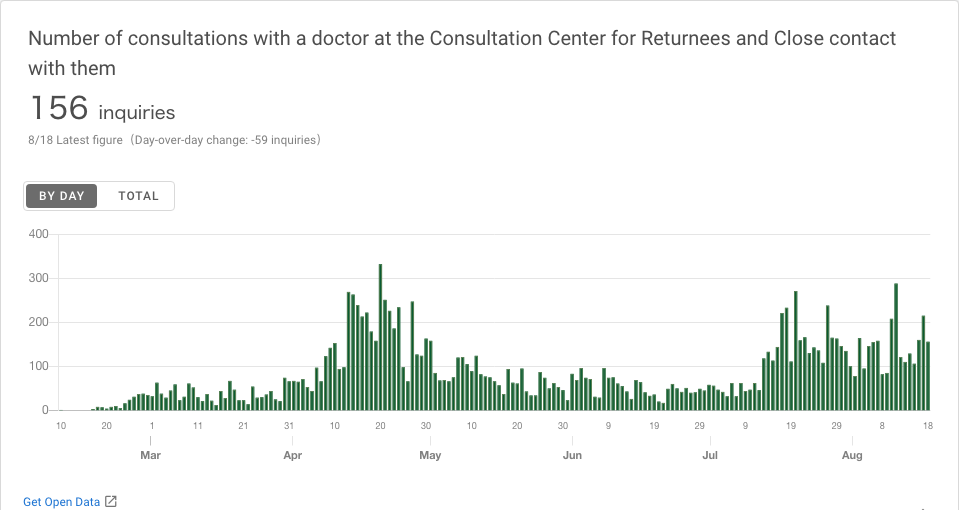 Number of consultations with a doctor at the Consultation Center for Returnees and Close contact
with them
156 inquiries
8/18 Latest figure（Day-over-day change: -59 inquiries）
BY DAY TOTAL
400
300
200
100
0
10 20 1 11 21 31 10 20 30 10 20 30 9 19 29 9 19 29 8 18
Mar Apr May Jun Jul Aug
Get Open Data